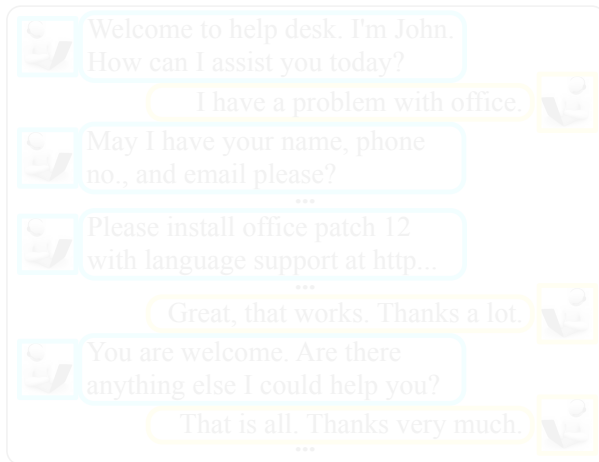 Welcome to help desk. I'm John.
How can I assist you today?
I have a problem with office.
May I have your name, phone
no., and email please?
...
Please install office patch 12
with language support at http...
...
Great, that works. Thanks a lot.
You are welcome. Are there
anything else I could help you?
That is all. Thanks very much.
...